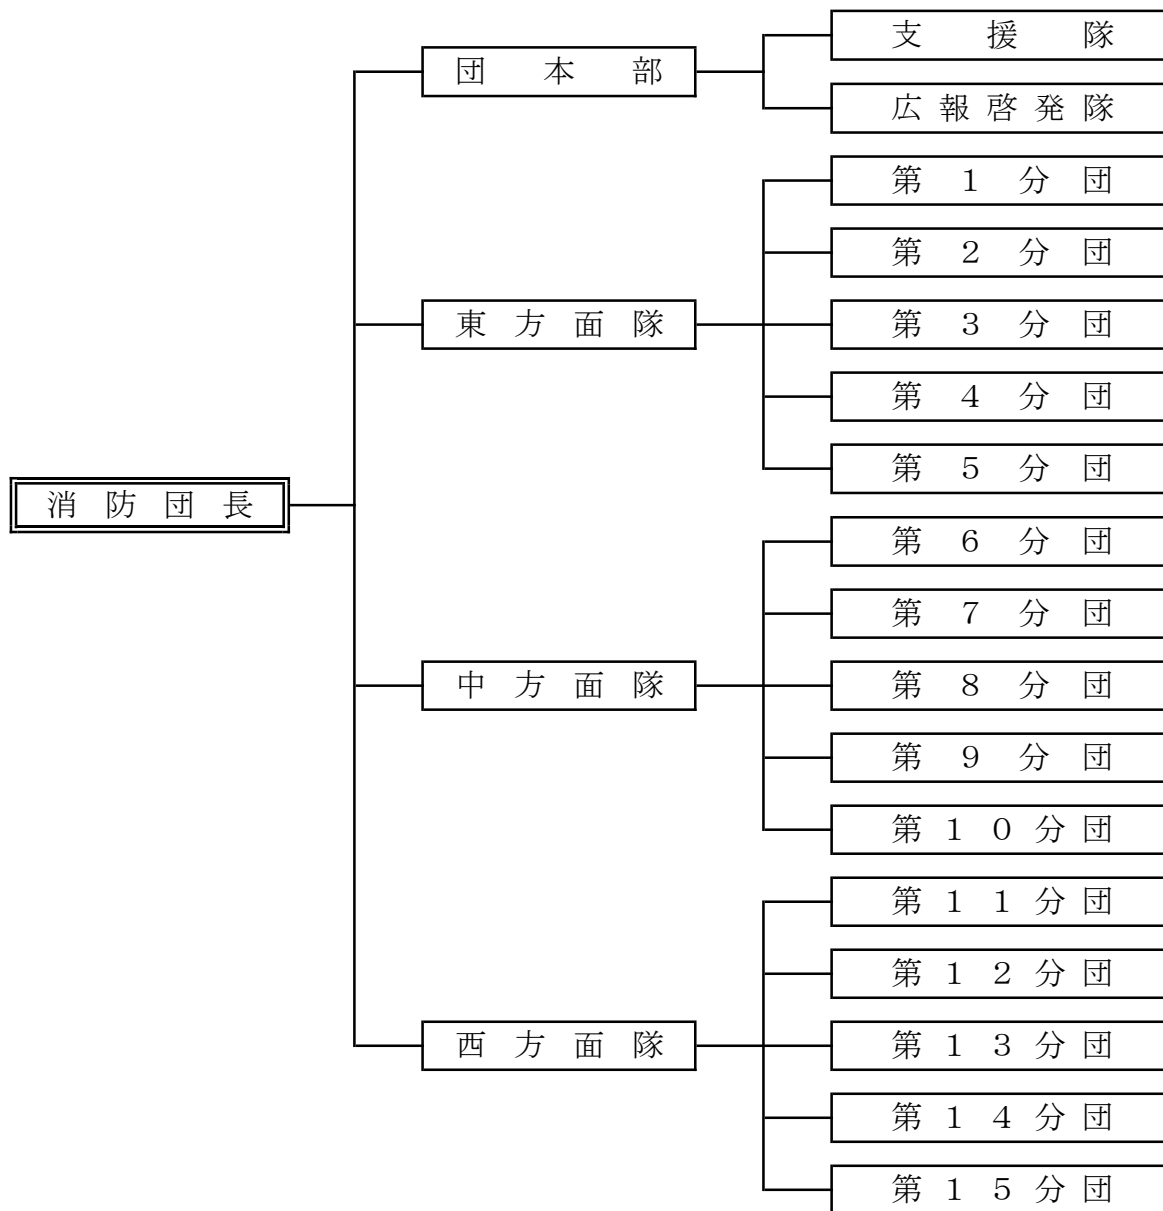 消防団長
団本部
支援隊
広報啓発隊
東方面隊
第１分団
第２分団
第３分団
第４分団
第５分団
中方面隊
第６分団
第７分団
第８分団
第９分団
第１０分団
西方面隊
第１１分団
第１２分団
第１３分団
第１４分団
第１５分団